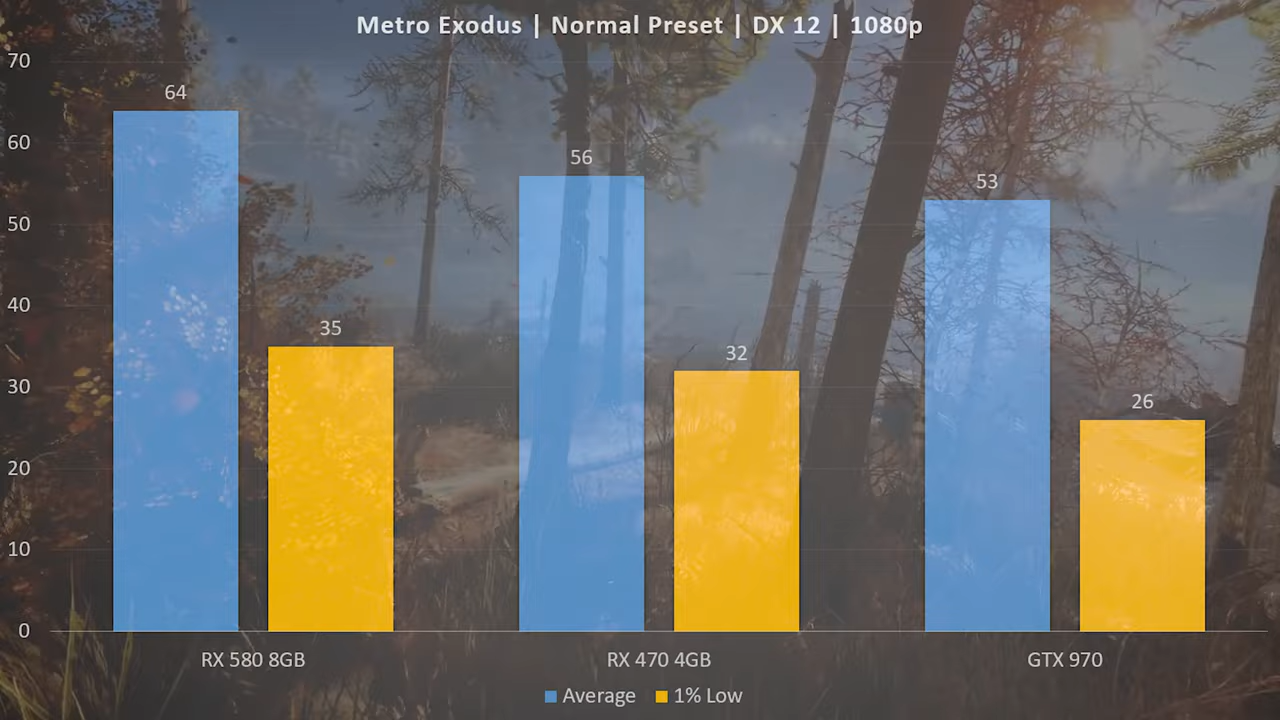 Metro Exodus | Normal Preset | DX 12 | 1080p
70
60
50
40
30
20
10
0
64
35
56
32
53
26
RX 580 8GB
RX 470 4GB
GTX 970
Average
1% Low